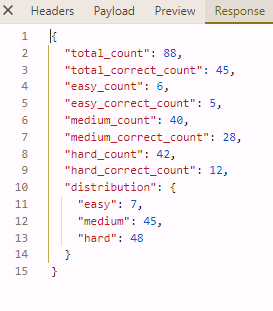 Headers Payload Preview Response
1 {
2 "total_count": 88,
3 "total_correct_count": 45,
4 "easy_count": 6,
5 "easy_correct_count": 5,
6 "medium_count": 40,
7 "medium_correct_count": 28,
8 "hard_count": 42,
9 "hard_correct_count": 12,
10 "distribution": {
11 "easy": 7,
12 "medium": 45,
13 "hard": 48
14 }
15 }